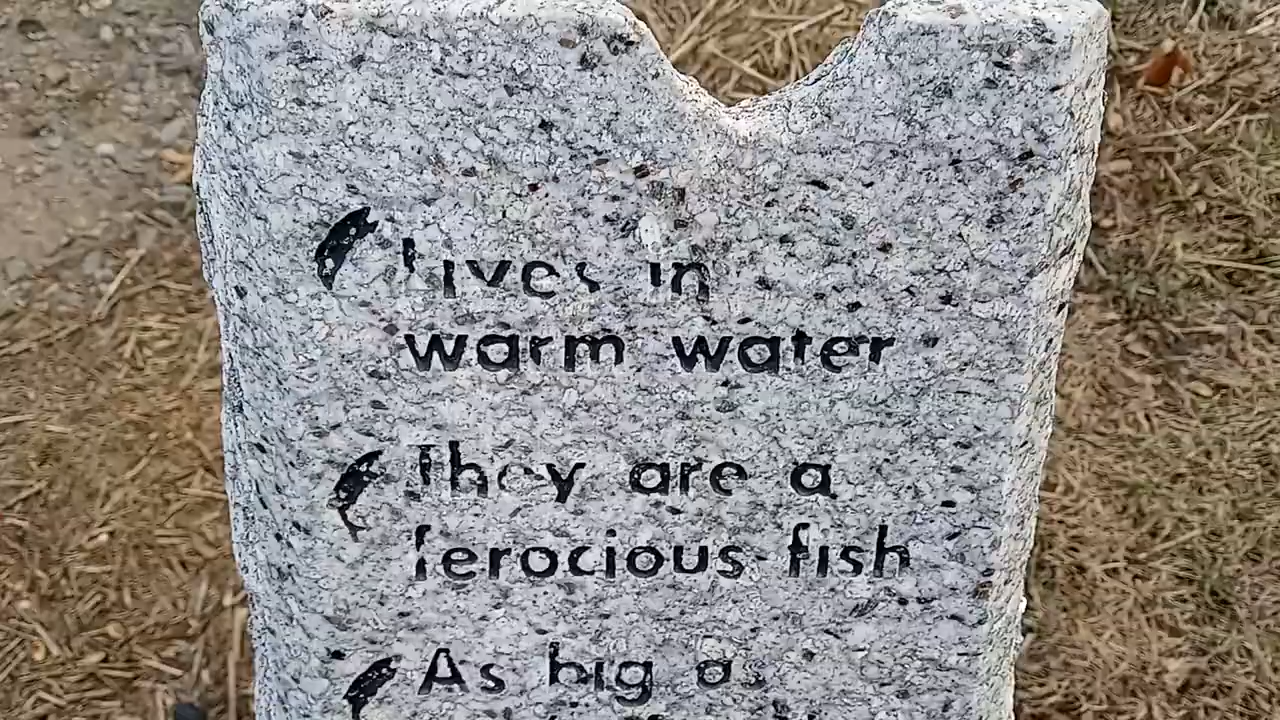 Lives in
warm water
They are a
ferocious fish
As big as